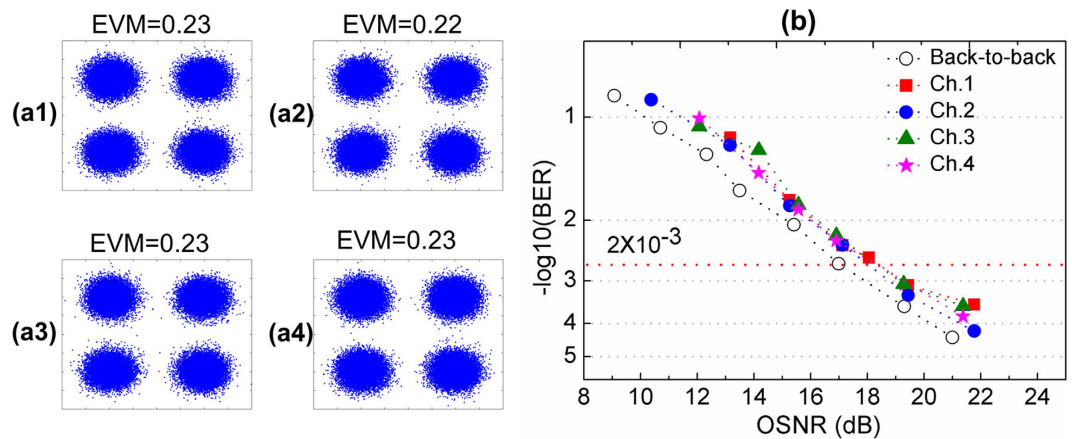 EVM=0.23
(a1)
EVM=0.22
(a2)
EVM=0.23
(a3)
EVM=0.23
(a4)
(b)
Back-to-back
Ch.1
Ch.2
Ch.3
Ch.4
2X10⁻³
-log10(BER)
1
2
3
4
5
8 10 12 14 16 18 20 22 24
OSNR (dB)